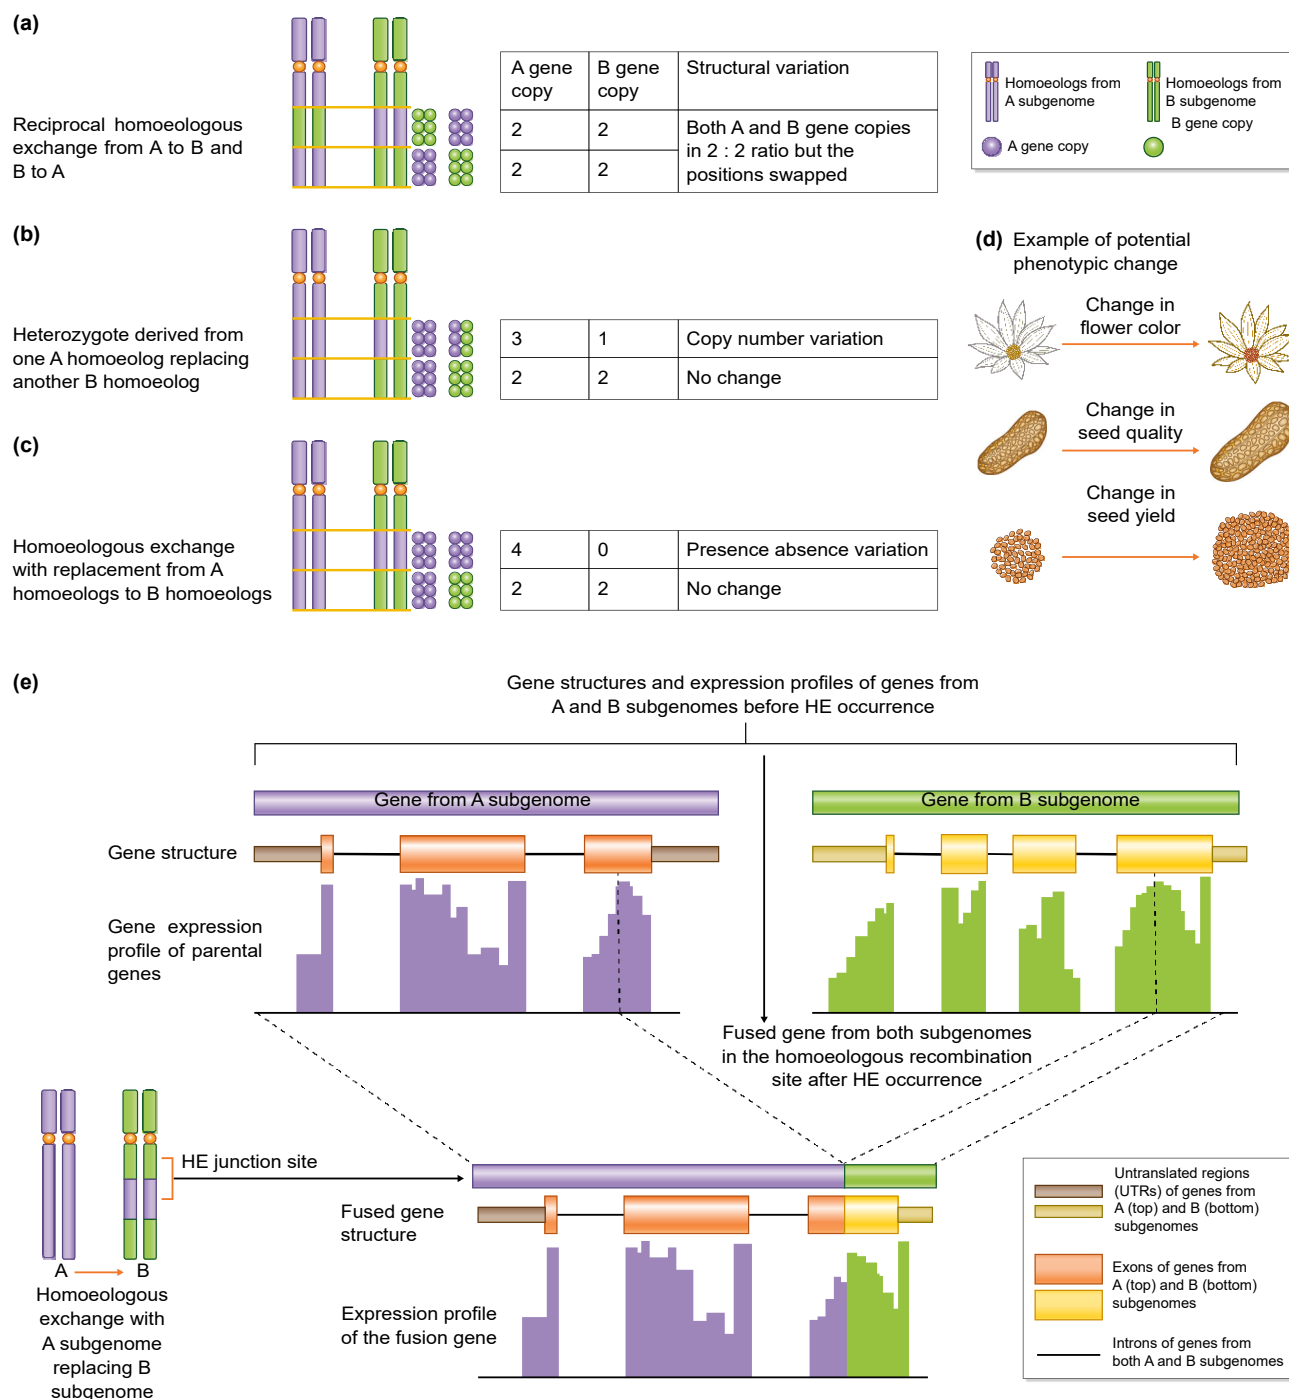 (a)
Reciprocal homoeologous
exchange from A to B and
B to A
A gene
copy
B gene
copy
Structural variation
2
2
Both A and B gene copies
in 2 : 2 ratio but the
positions swapped
2
2
Homoeologs from
A subgenome
A gene copy
Homoeologs from
B subgenome
B gene copy
(b)
Heterozygote derived from
one A homoeolog replacing
another B homoeolog
3
1
Copy number variation
2
2
No change
(c)
Homoeologous exchange
with replacement from A
homoeologs to B homoeologs
4
0
Presence absence variation
2
2
No change
(d) Example of potential
phenotypic change
Change in
flower color
Change in
seed quality
Change in
seed yield
(e)
Gene structures and expression profiles of genes from
A and B subgenomes before HE occurrence
Gene from A subgenome
Gene from B subgenome
Gene structure
Gene expression
profile of parental
genes
Fused gene from both subgenomes
in the homoeologous recombination
site after HE occurrence
HE junction site
Fused gene
structure
Expression profile
of the fusion gene
A
B
Homoeologous
exchange with
A subgenome
replacing B
subgenome
Untranslated regions
(UTRs) of genes from
A (top) and B (bottom)
subgenomes
Exons of genes from
A (top) and B (bottom)
subgenomes
Introns of genes from
both A and B subgenomes